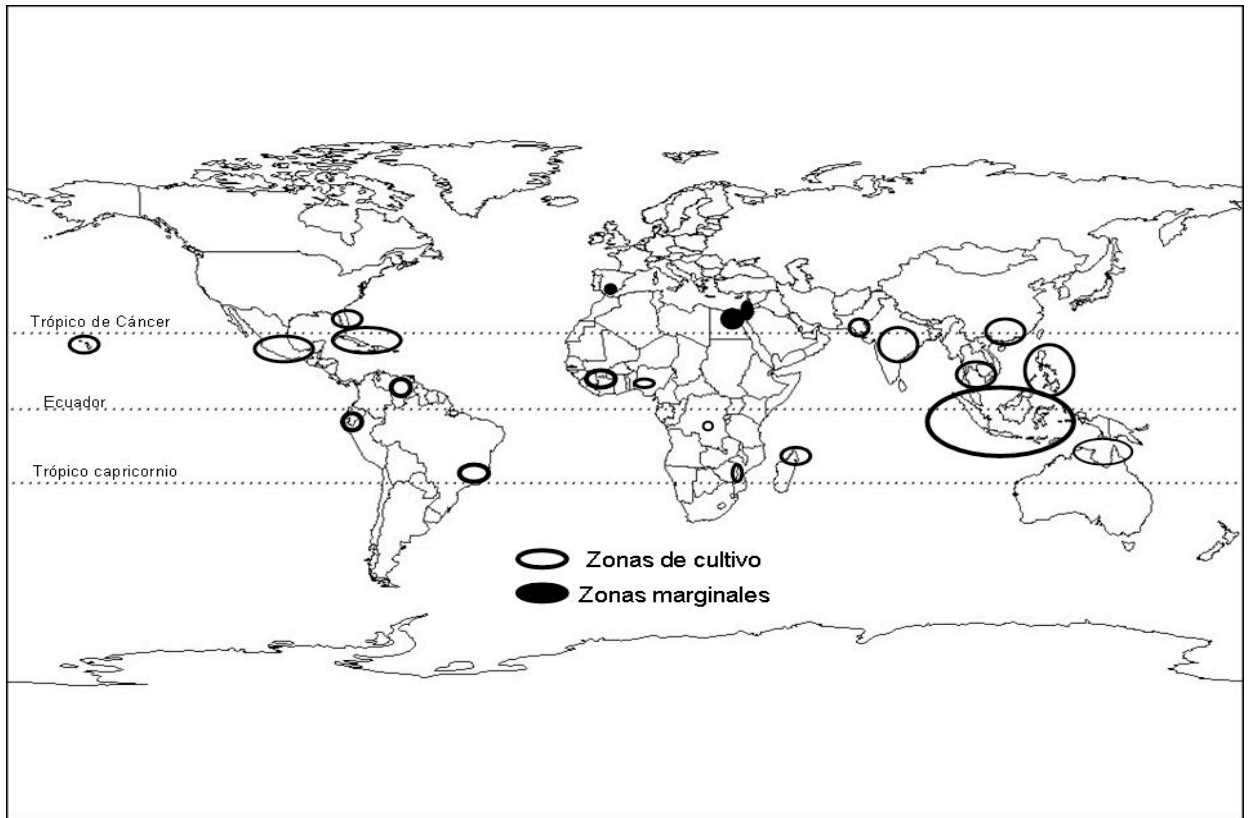 Trópico de Cáncer
Ecuador
Trópico capricornio
Zonas de cultivo
Zonas marginales